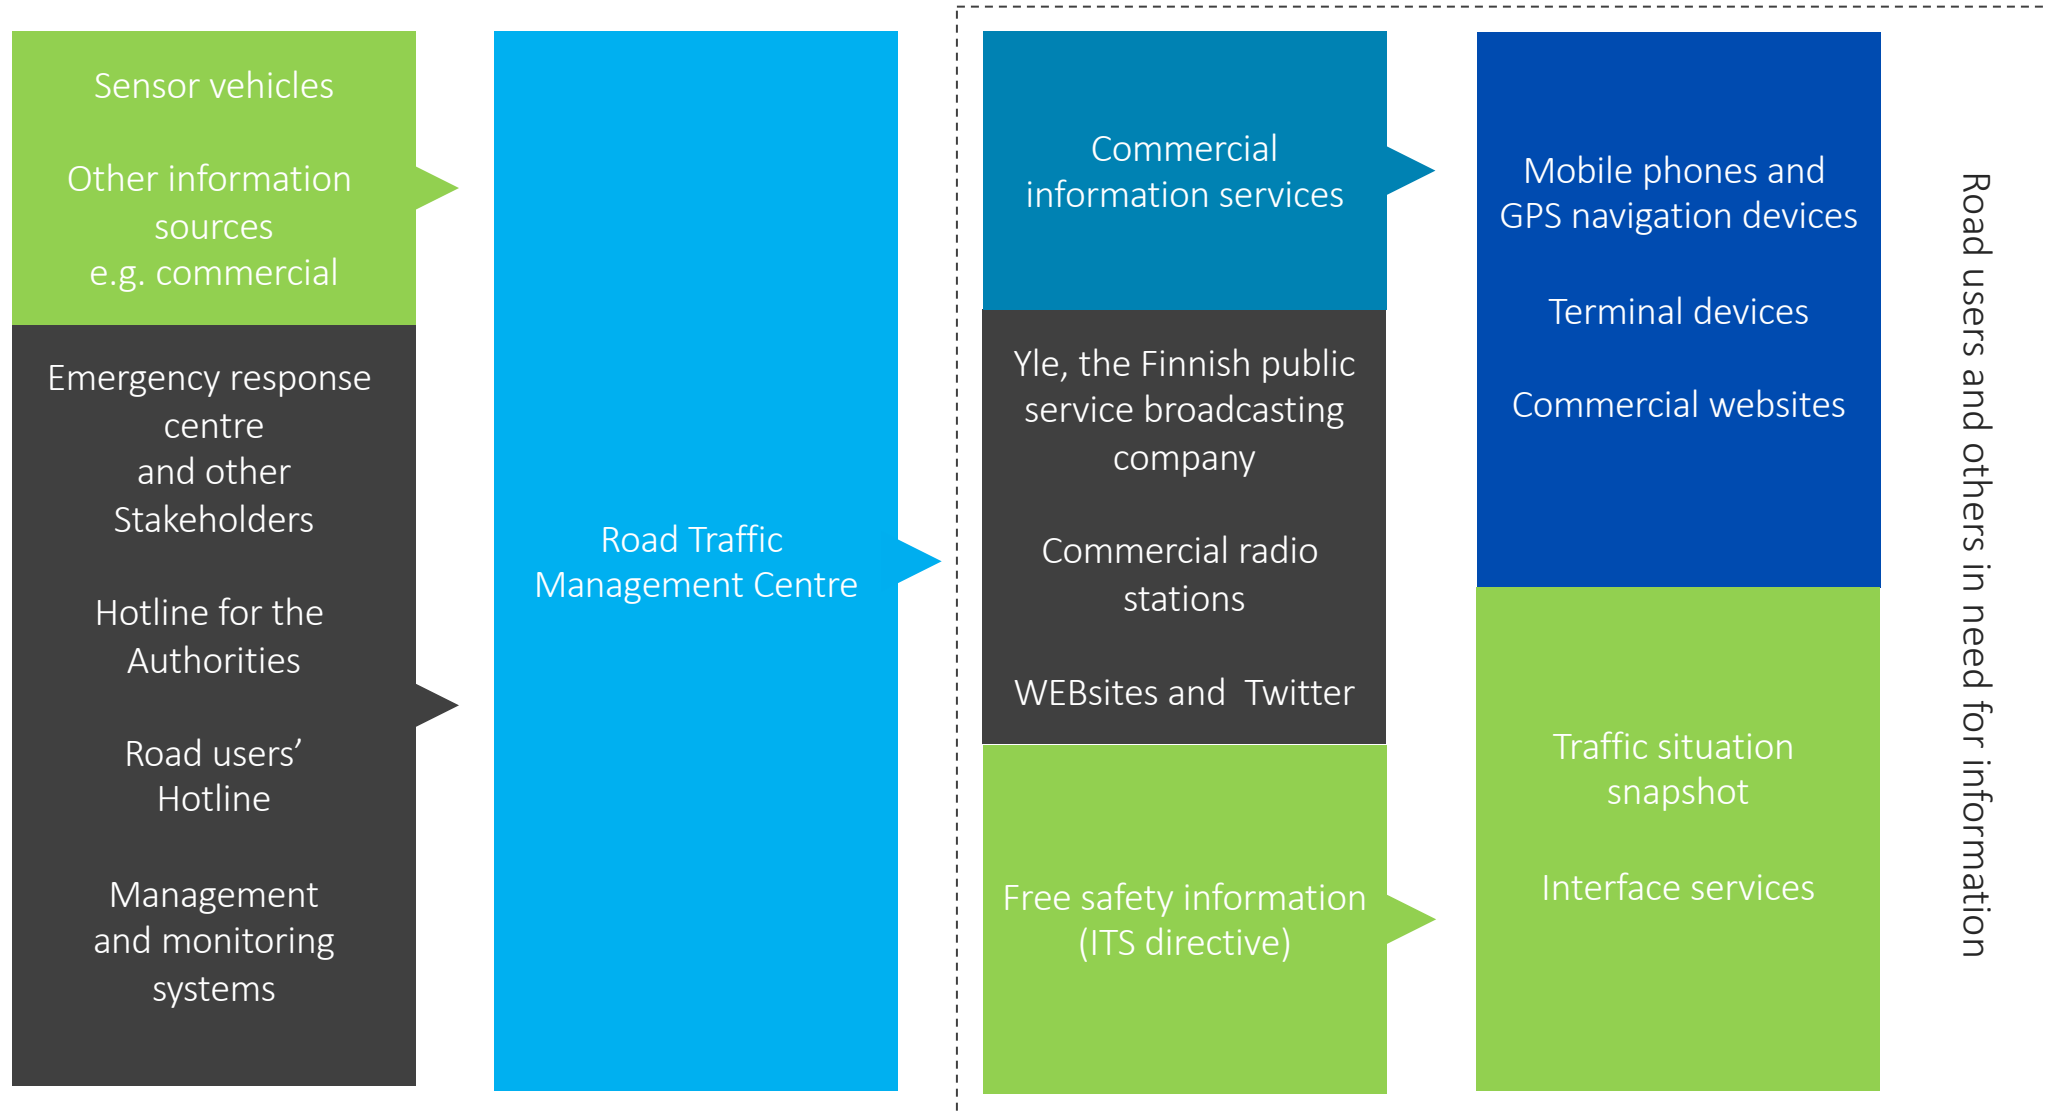 Sensor vehicles
Other information
sources
e.g. commercial
Emergency response
centre
and other
Stakeholders
Hotline for the
Authorities
Road users’
Hotline
Management
and monitoring
systems
Road Traffic
Management Centre
Commercial
information services
Yle, the Finnish public
service broadcasting
company
Commercial radio
stations
WEBsites and  Twitter
Free safety information
(ITS directive)
Mobile phones and
GPS navigation devices
Terminal devices
Commercial websites
Traffic situation
snapshot
Interface services
Road users and others in need for information